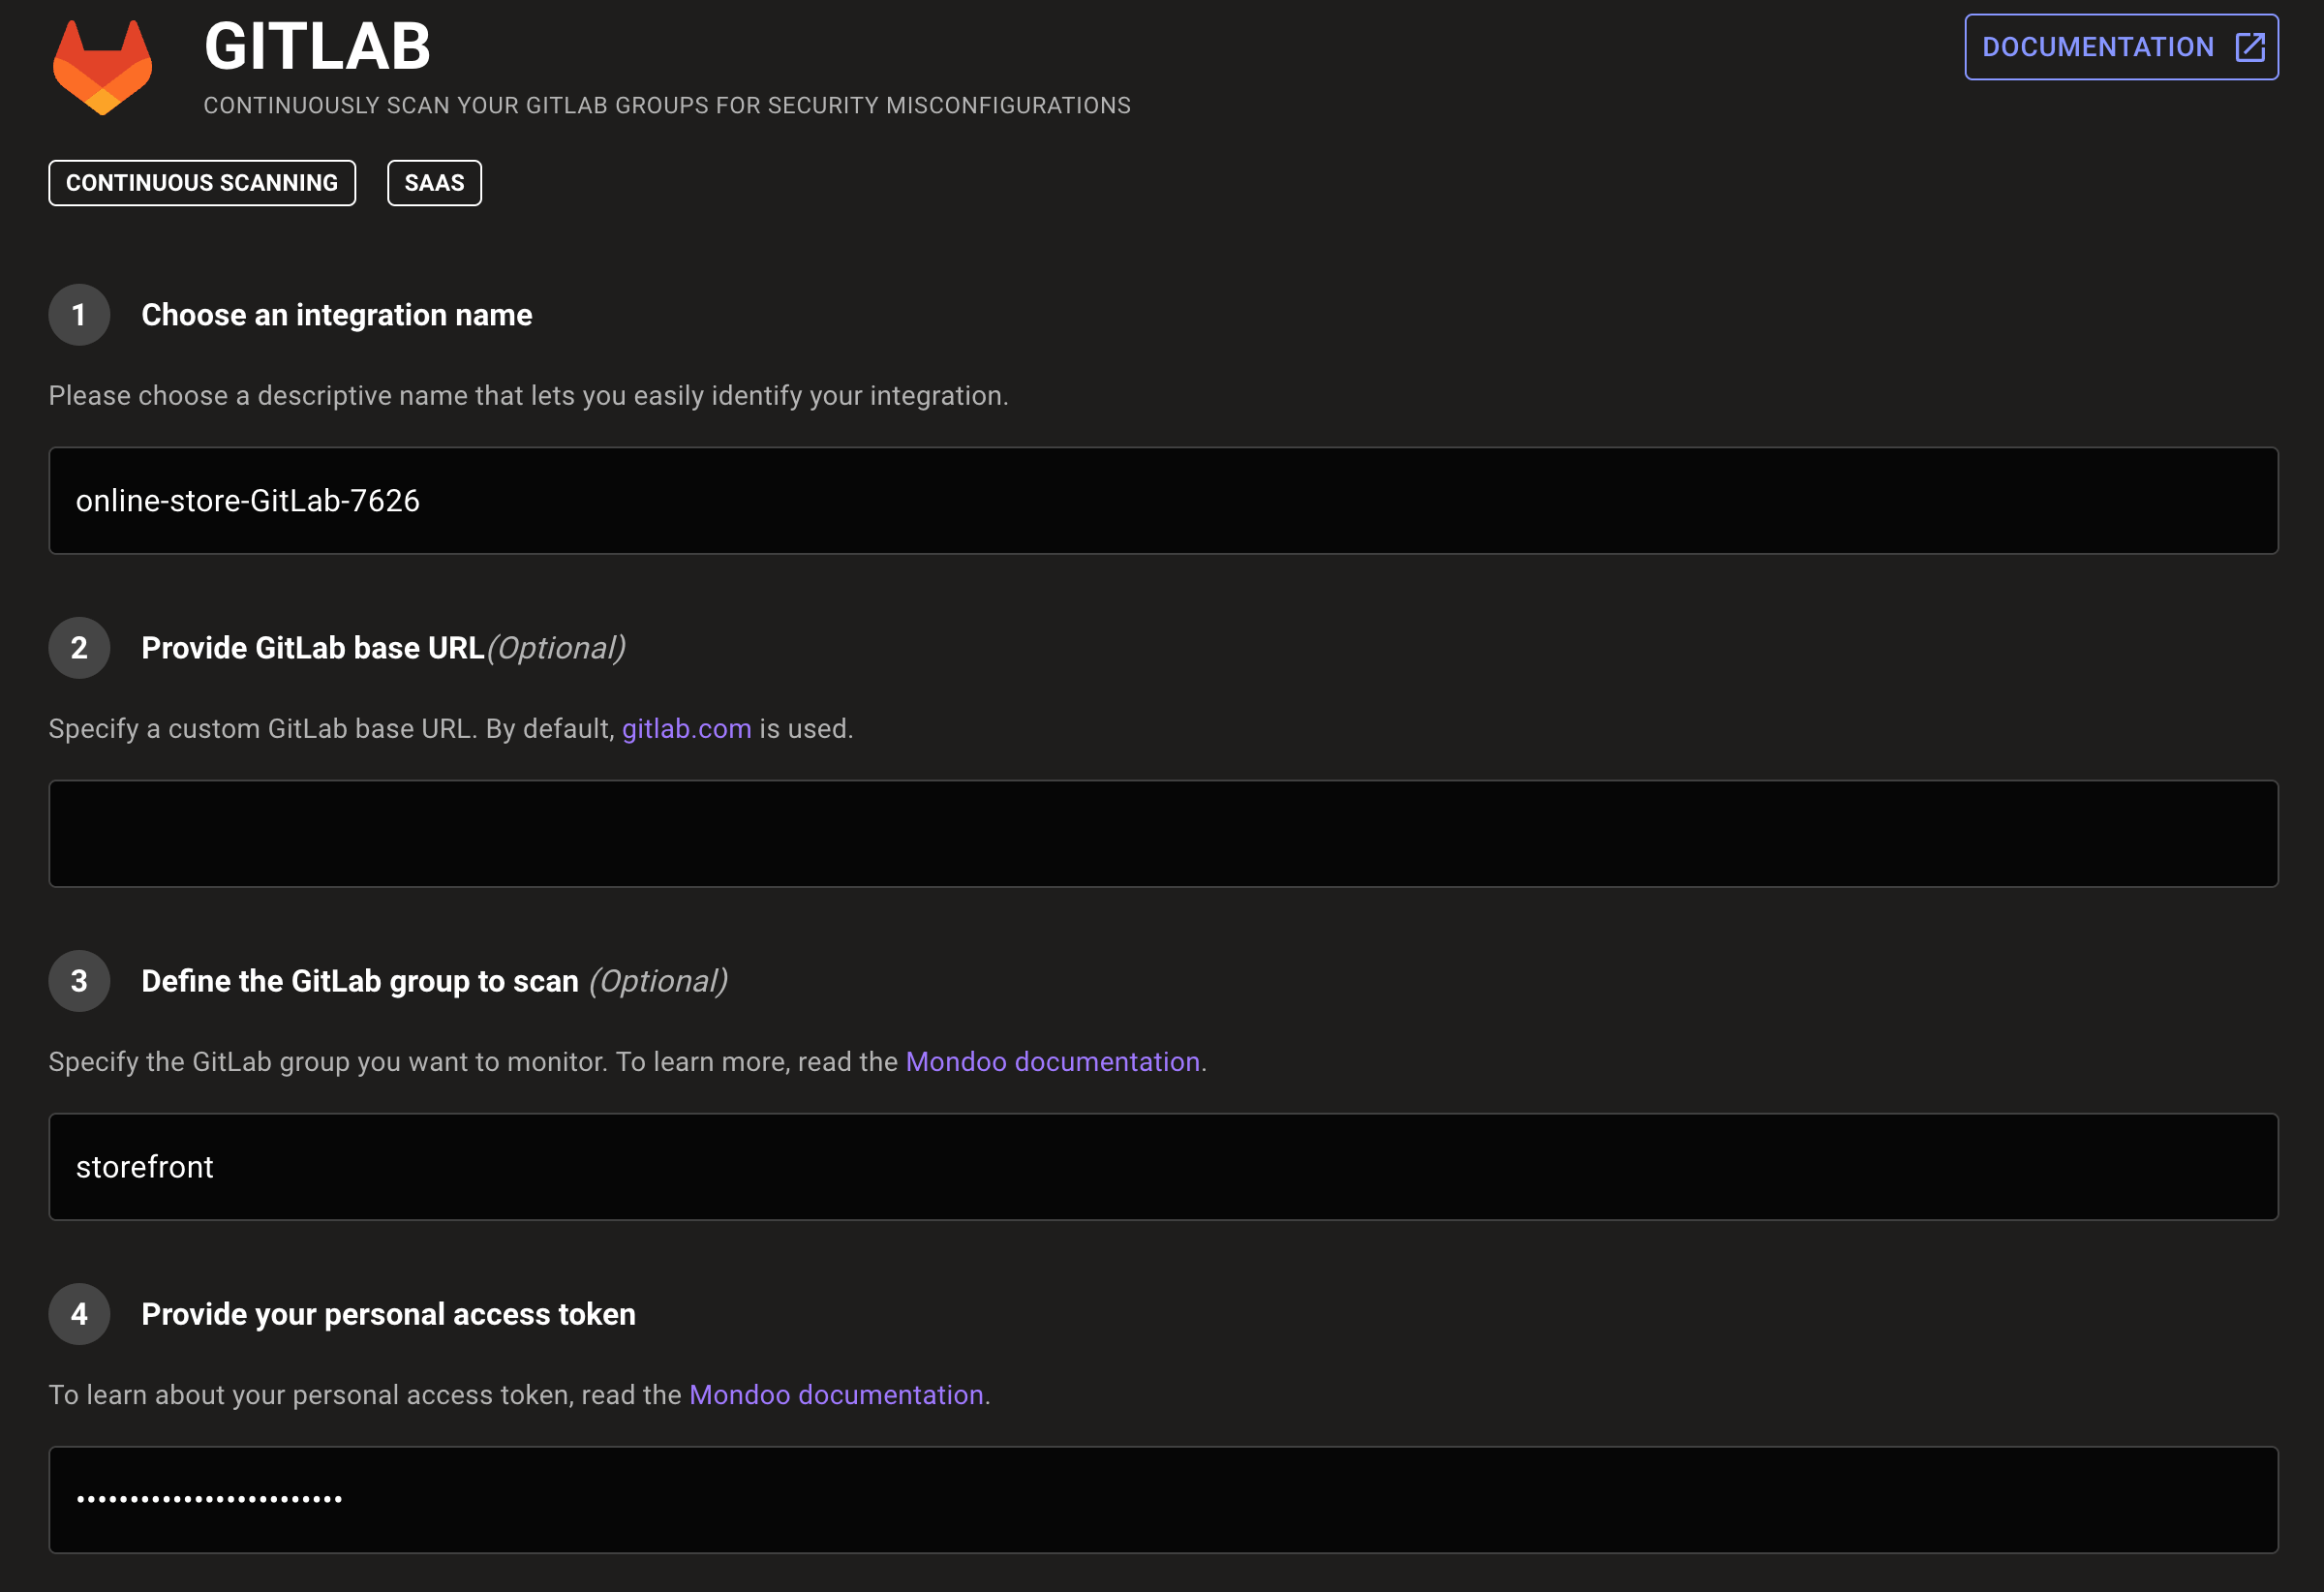 GITLAB
DOCUMENTATION
CONTINUOUSLY SCAN YOUR GITLAB GROUPS FOR SECURITY MISCONFIGURATIONS
CONTINUOUS SCANNING
SAAS
1
Choose an integration name
Please choose a descriptive name that lets you easily identify your integration.
online-store-GitLab-7626
2
Provide GitLab base URL(Optional)
Specify a custom GitLab base URL. By default, gitlab.com is used.
3
Define the GitLab group to scan (Optional)
Specify the GitLab group you want to monitor. To learn more, read the Mondoo documentation.
storefront
4
Provide your personal access token
To learn about your personal access token, read the Mondoo documentation.
•••••••••••••••••••••••••